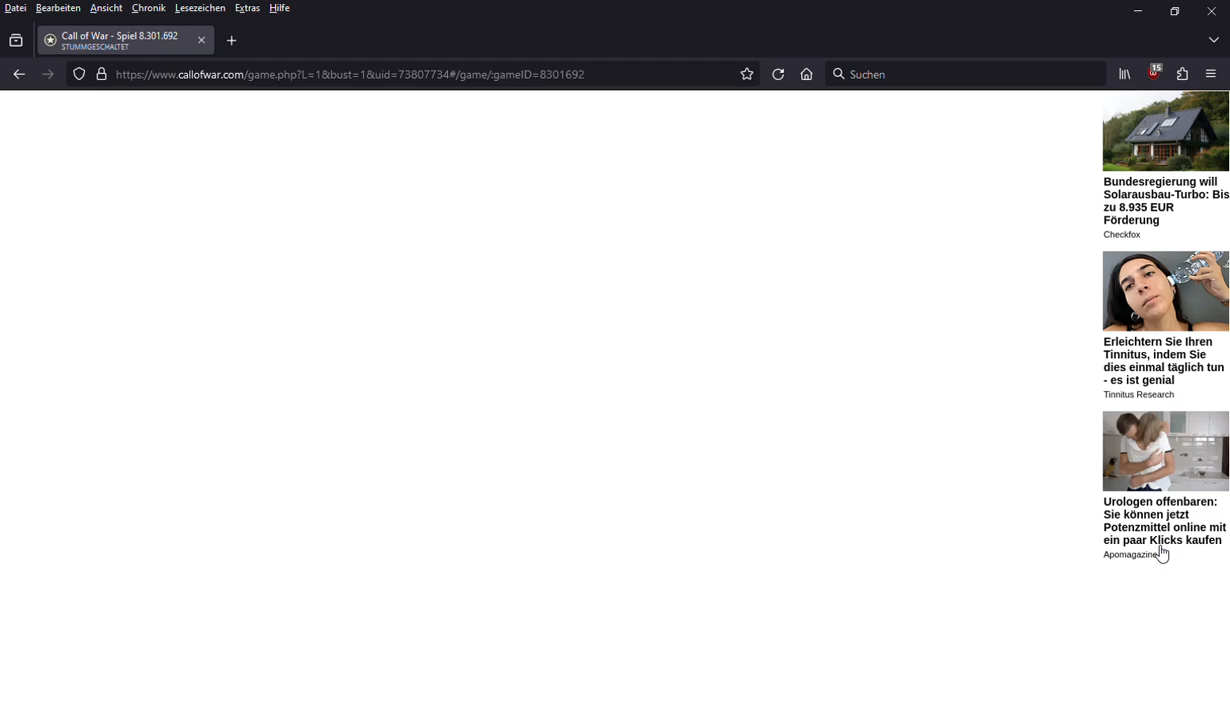 Datei Bearbeiten Ansicht Chronik Lesezeichen Extras Hilfe
Call of War - Spiel 8.301.692
STUMMGESCHALTET
https://www.callofwar.com/game.php?L=1&bust=1&uid=73807734#/game/:gameID=8301692
Suchen
15
Bundesregierung will
Solarausbau-Turbo: Bis
zu 8.935 EUR
Förderung
Checkfox
Erleichtern Sie Ihren
Tinnitus, indem Sie
dies einmal täglich tun
- es ist genial
Tinnitus Research
Urologen offenbaren:
Sie können jetzt
Potenzmittel online mit
ein paar Klicks kaufen
Apomagazine